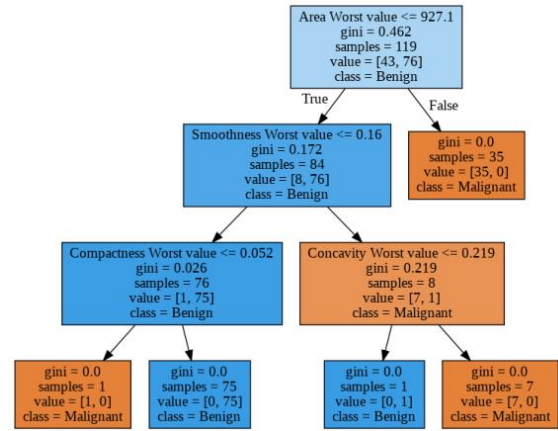 Area Worst value <= 927.1
gini = 0.462
samples = 119
value = [43, 76]
class = Benign
True
False
Smoothness Worst value <= 0.16
gini = 0.172
samples = 84
value = [8, 76]
class = Benign
gini = 0.0
samples = 35
value = [35, 0]
class = Malignant
Compactness Worst value <= 0.052
gini = 0.026
samples = 76
value = [1, 75]
class = Benign
Concavity Worst value <= 0.219
gini = 0.219
samples = 8
value = [7, 1]
class = Malignant
gini = 0.0
samples = 1
value = [1, 0]
class = Malignant
gini = 0.0
samples = 75
value = [0, 75]
class = Benign
gini = 0.0
samples = 1
value = [0, 1]
class = Benign
gini = 0.0
samples = 7
value = [7, 0]
class = Malignant